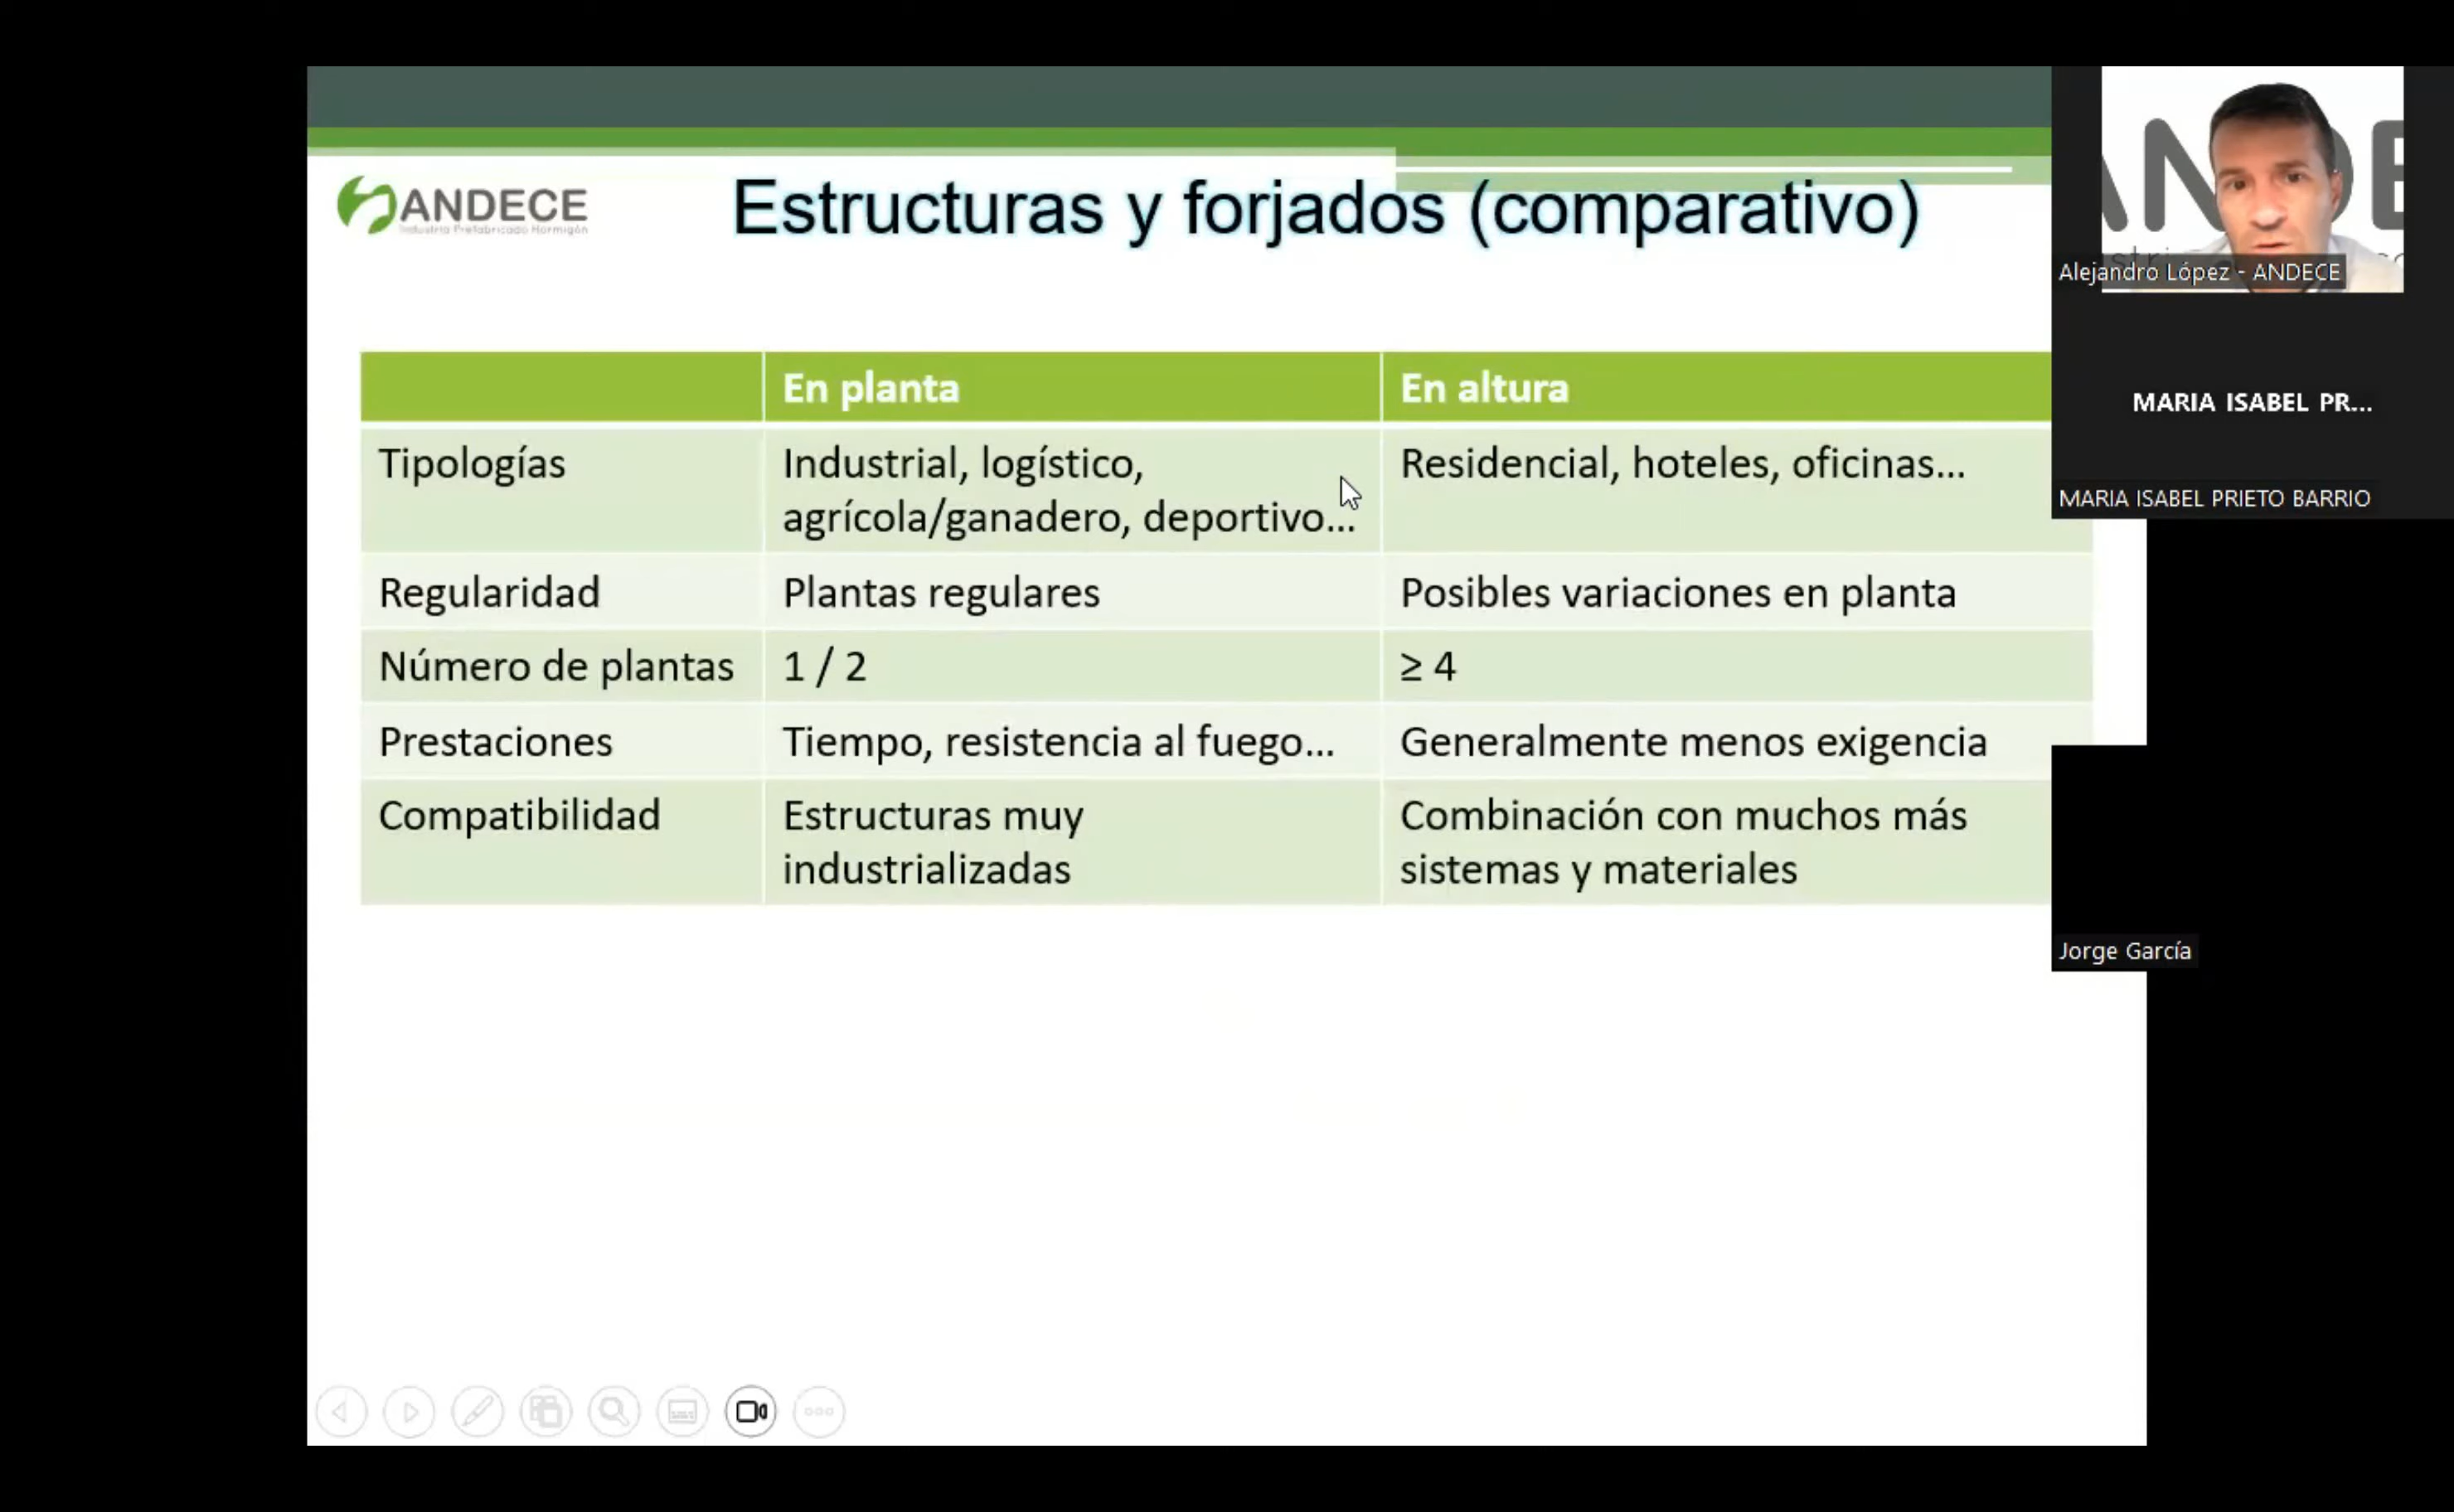 ANDECE
Industria Prefabricado Hormigón
Estructuras y forjados (comparativo)
En planta
En altura
Tipologías
Industrial, logístico,
agrícola/ganadero, deportivo...
Residencial, hoteles, oficinas...
Regularidad
Plantas regulares
Posibles variaciones en planta
Número de plantas
1 / 2
≥ 4
Prestaciones
Tiempo, resistencia al fuego...
Generalmente menos exigencia
Compatibilidad
Estructuras muy
industrializadas
Combinación con muchos más
sistemas y materiales
Alejandro López - ANDECE
MARIA ISABEL PR...
MARIA ISABEL PRIETO BARRIO
Jorge García